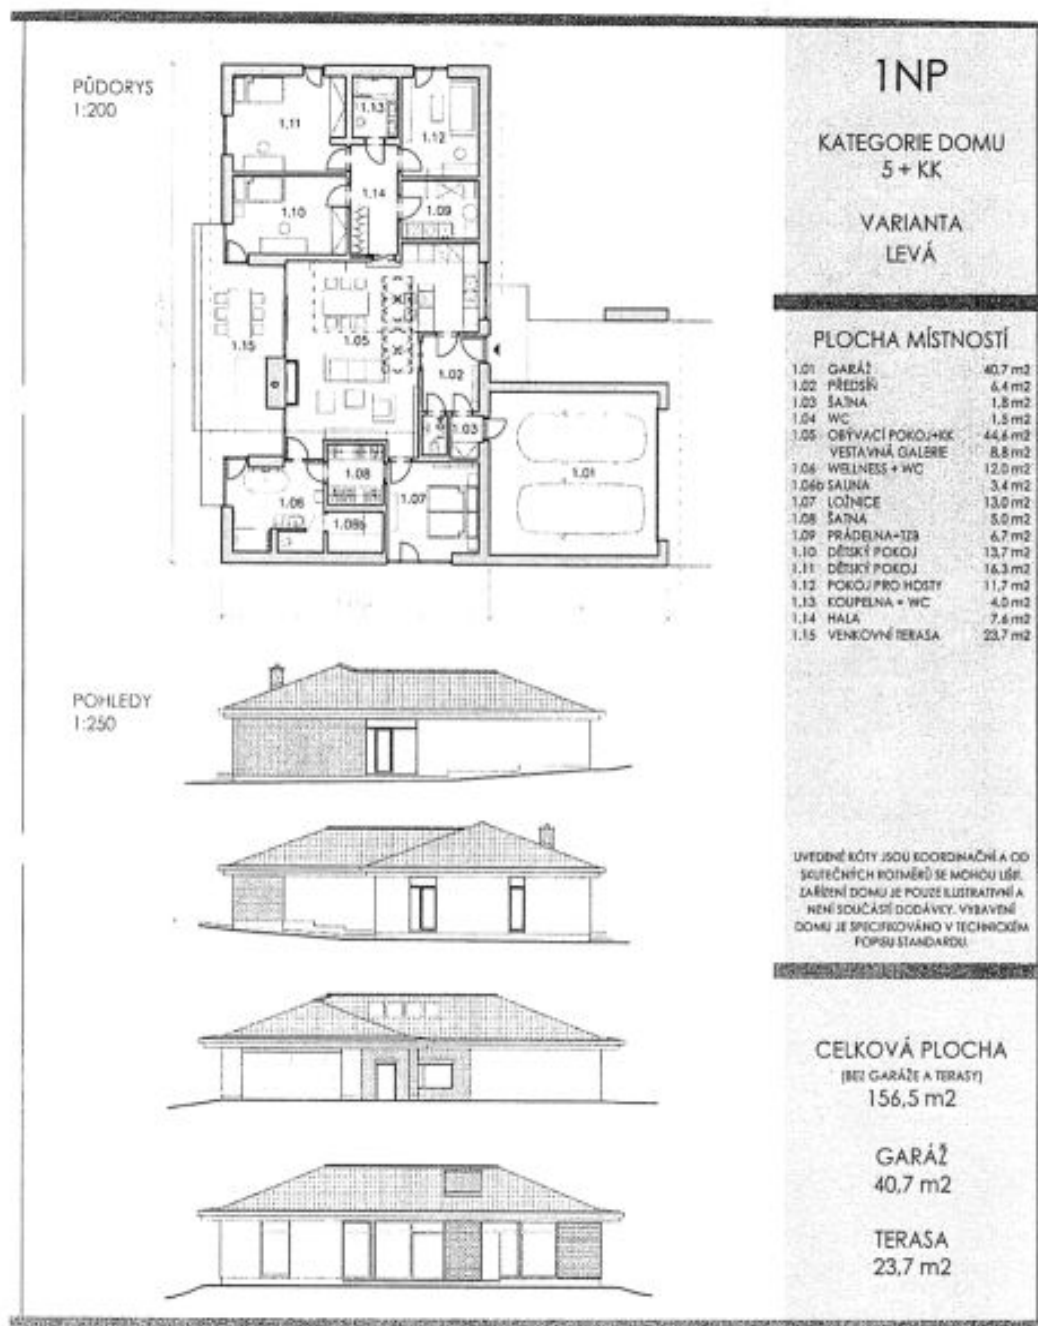 PŮDORYS
1:200
1.11
1.13
1.12
1.14
1.10
1.09
1.15
1.05
1.02
1.04
1.03
1.01
1.08
1.07
1.06
1.06b
POHLEDY
1:250
1NP
KATEGORIE DOMU
5 + KK
VARIANTA
LEVÁ
PLOCHA MÍSTNOSTÍ
1.01 GARÁŽ 40,7 m2
1.02 PŘEDSÍŇ 6,4 m2
1.03 ŠATNA 1,8 m2
1.04 WC 1,5 m2
1.05 OBÝVACÍ POKOJ+KK 44,6 m2
VESTAVNÁ GALERIE 8,8 m2
1.06 WELLNESS + WC 12,0 m2
1.06b SAUNA 3,4 m2
1.07 LOŽNICE 13,0 m2
1.08 ŠATNA 5,0 m2
1.09 PRÁDELNA+TZB 6,7 m2
1.10 DĚTSKÝ POKOJ 13,7 m2
1.11 DĚTSKÝ POKOJ 16,3 m2
1.12 POKOJ PRO HOSTY 11,7 m2
1.13 KOUPELNA + WC 4,0 m2
1.14 HALA 7,6 m2
1.15 VENKOVNÍ TERASA 23,7 m2
UVEDENÉ KÓTY JSOU KOORDINAČNÍ A OD
SKUTEČNÝCH ROZMĚRŮ SE MOHOU LIŠIT.
ZAŘÍZENÍ DOMU JE POUZE ILUSTRATIVNÍ A
NENÍ SOUČÁSTÍ DODÁVKY. VYBAVENÍ
DOMU JE SPECIFIKOVÁNO V TECHNICKÉM
POPISU STANDARDU.
CELKOVÁ PLOCHA
(BEZ GARÁŽE A TERASY)
156,5 m2
GARÁŽ
40,7 m2
TERASA
23,7 m2